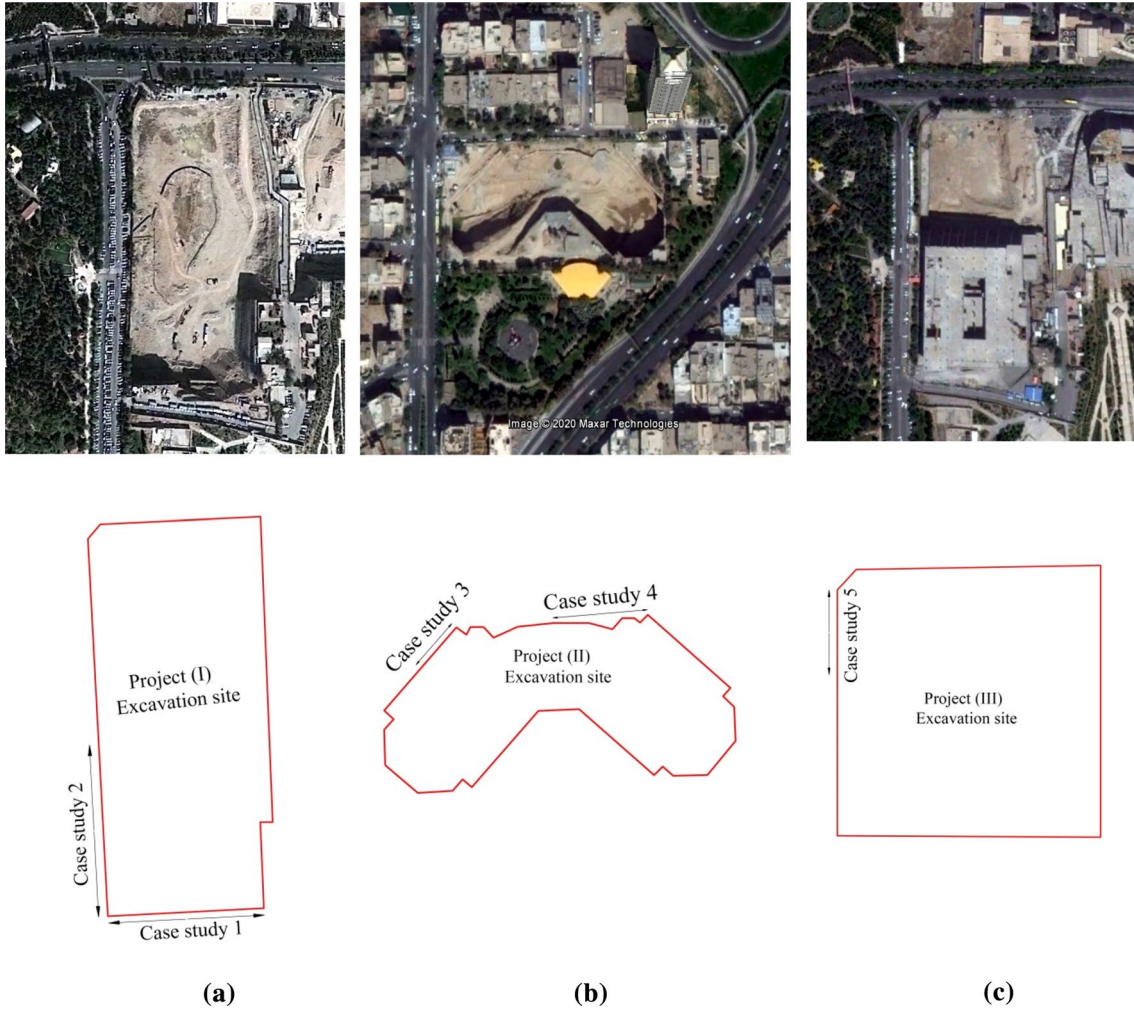 Image © 2020 Maxar Technologies
Project (I)
Excavation site
Case study 2
Case study 1
Case study 3
Case study 4
Project (II)
Excavation site
Case study 5
Project (III)
Excavation site
(a)
(b)
(c)